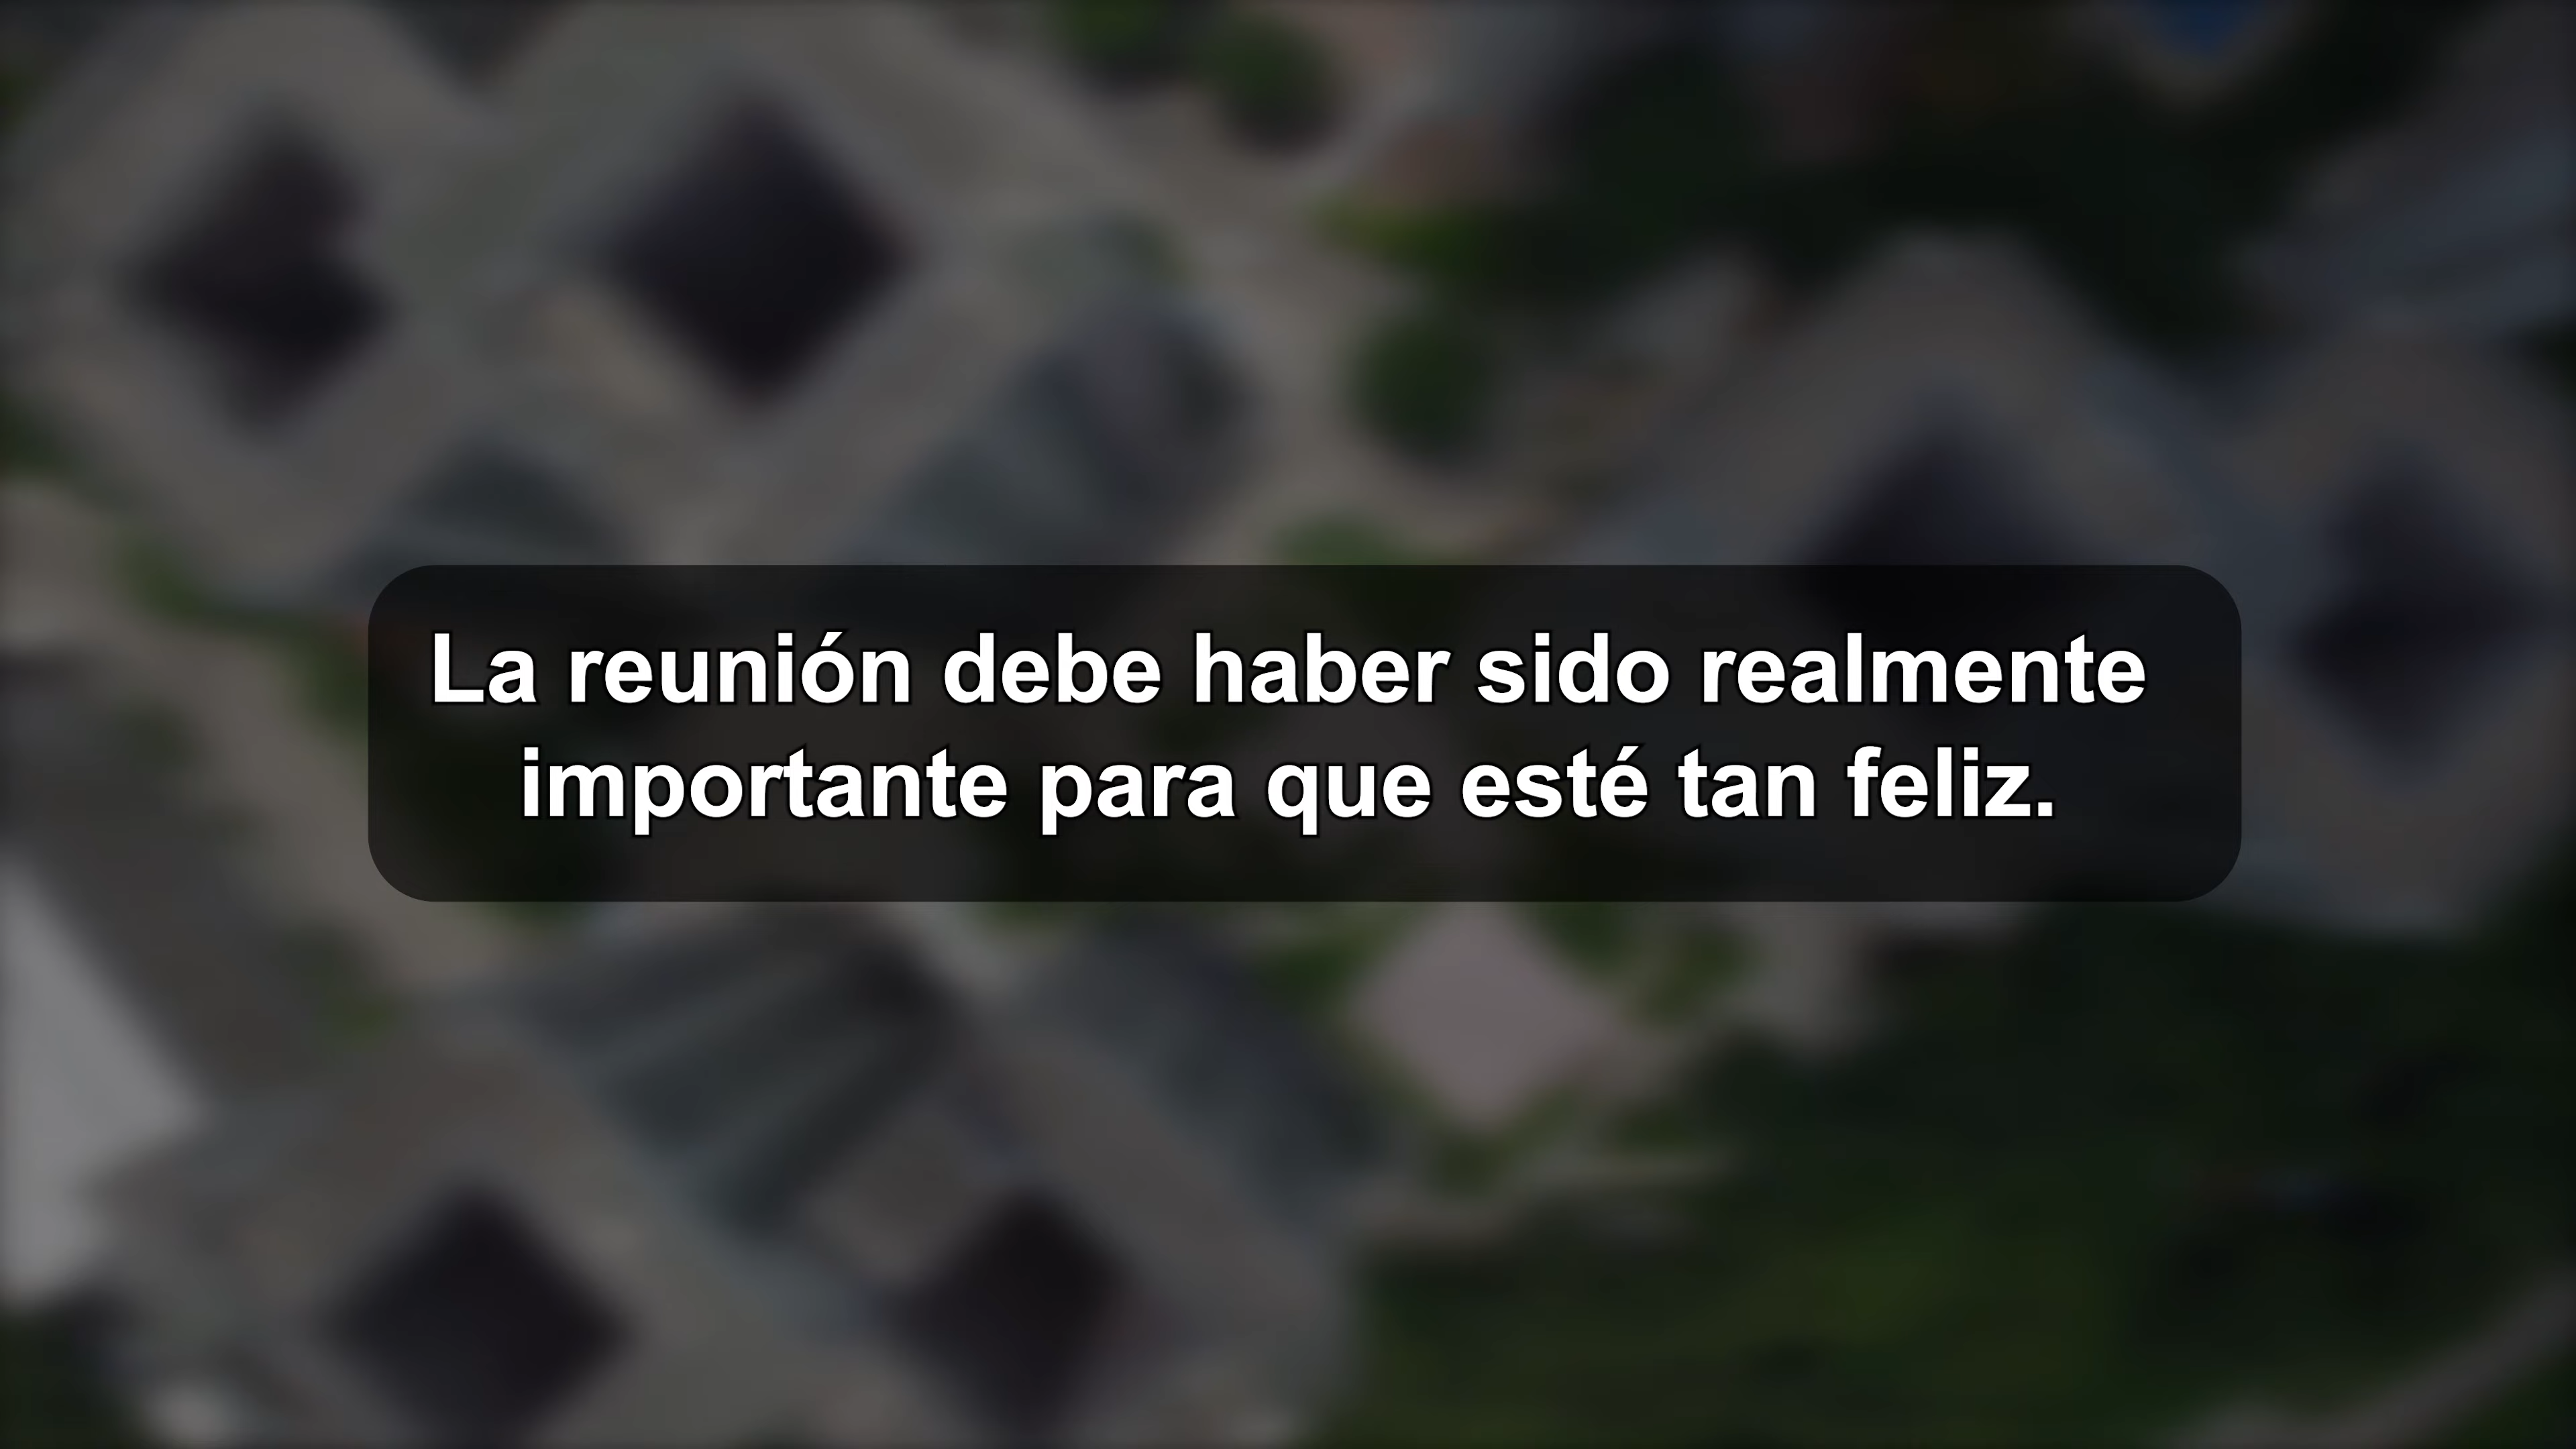 La reunión debe haber sido realmente
importante para que esté tan feliz.